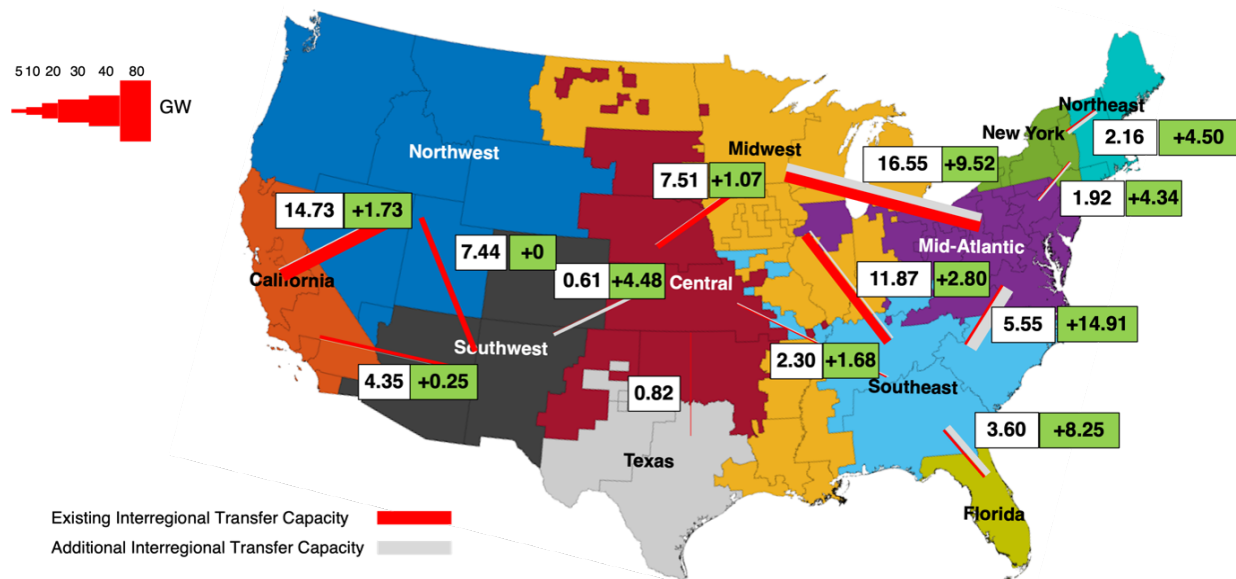 5 10 20 30 40 80
GW
Northeast
New York
2.16 +4.50
Midwest
Northwest
16.55 +9.52
7.51 +1.07
1.92 +4.34
14.73 +1.73
Mid-Atlantic
7.44 +0
0.61 +4.48
California
Central
11.87 +2.80
5.55 +14.91
Southwest
2.30 +1.68
4.35 +0.25
Southeast
0.82
3.60 +8.25
Texas
Florida
Existing Interregional Transfer Capacity
Additional Interregional Transfer Capacity